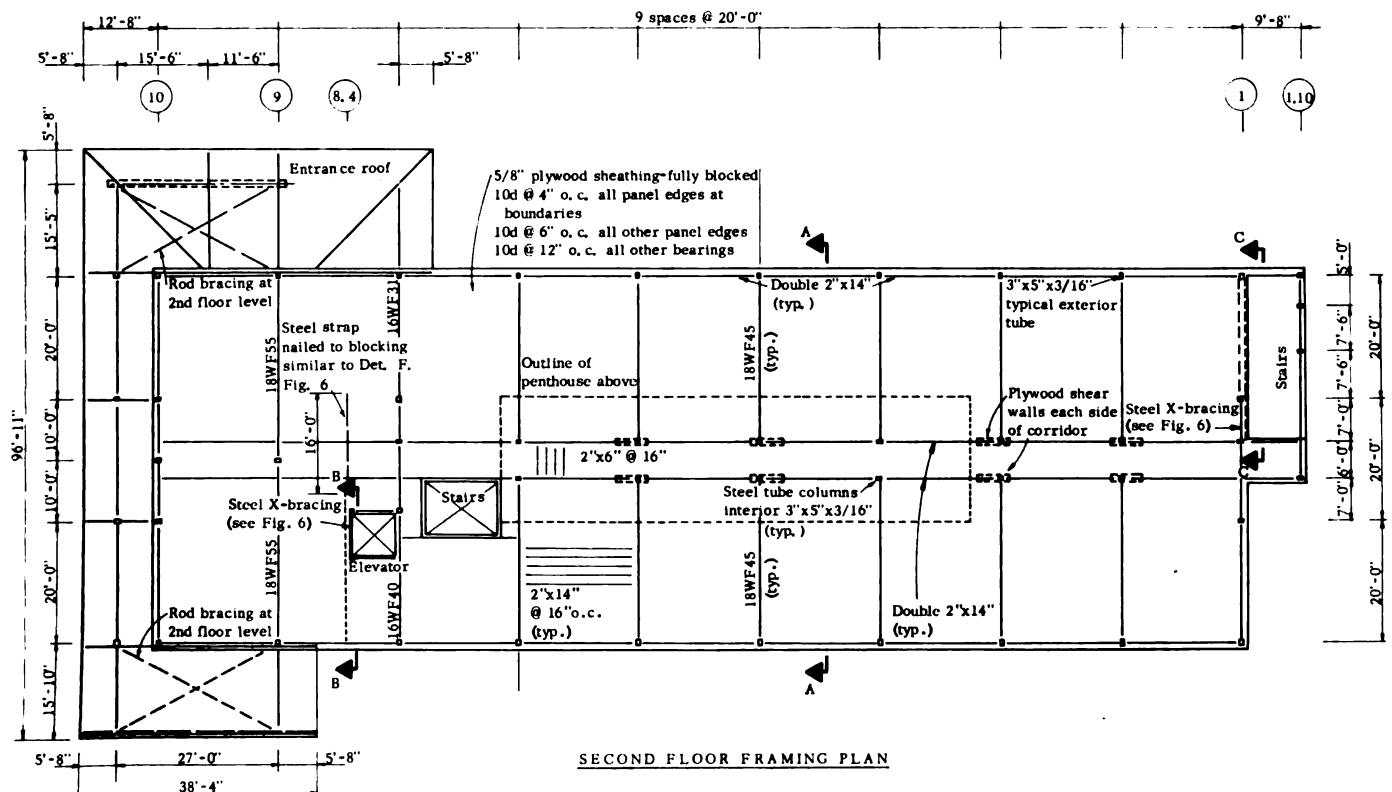 12'-8"
9 spaces @ 20'-0"
9'-8"
5'-8"
15'-6"
11'-6"
5'-8"
10
9
8.4
1
1.10
5'-8"
15'-5"
20'-0"
10'-0"
10'-0"
20'-0"
15'-10"
96'-11"
Entrance roof
5/8" plywood sheathing-fully blocked
10d @ 4" o.c. all panel edges at
boundaries
10d @ 6" o.c. all other panel edges
10d @ 12" o.c. all other bearings
A
C
Rod bracing at
2nd floor level
16WF31
Double 2"x14"
(typ.)
3"x5"x3/16"
typical exterior
tube
5'-0"
7'-6"
7'-6"
7'-0"
6'-0"
7'-0"
20'-0"
20'-0"
20'-0"
Stairs
Steel strap
nailed to blocking
similar to Det. F.
Fig. 6
18WF55
16'-0"
Outline of
penthouse above
18WF45
(typ.)
Plywood shear
walls each side
of corridor
Steel X-bracing
(see Fig. 6)
2"x6" @ 16"
B
C
Steel X-bracing
(see Fig. 6)
Stairs
Steel tube columns
interior 3"x5"x3/16"
(typ.)
Elevator
18WF55
16WF40
2"x14"
@ 16"o.c.
(typ.)
18WF45
(typ.)
Double 2"x14"
(typ.)
Rod bracing at
2nd floor level
B
A
5'-8"
27'-0"
5'-8"
38'-4"
SECOND FLOOR FRAMING PLAN